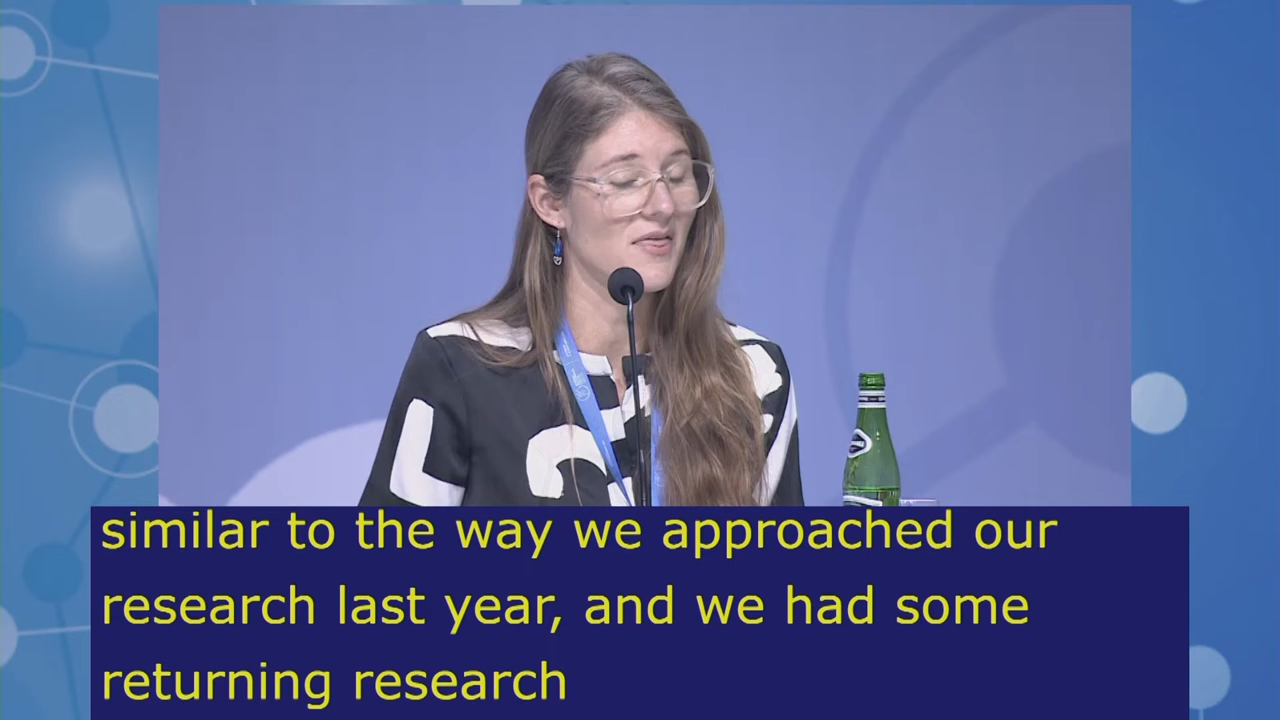 similar to the way we approached our
research last year, and we had some
returning research